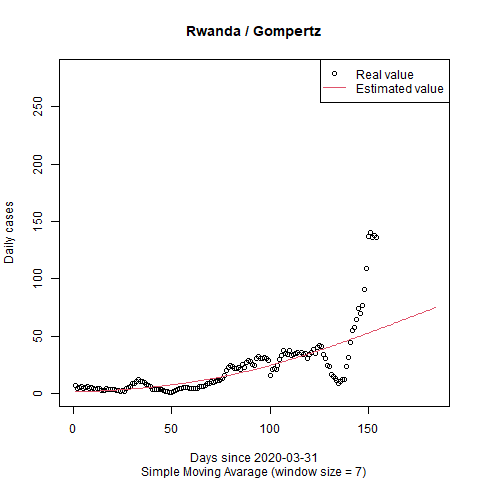 Rwanda / Gompertz
Real value
Estimated value
Daily cases
250
200
150
100
50
0
0
50
100
150
Days since 2020-03-31
Simple Moving Avarage (window size = 7)